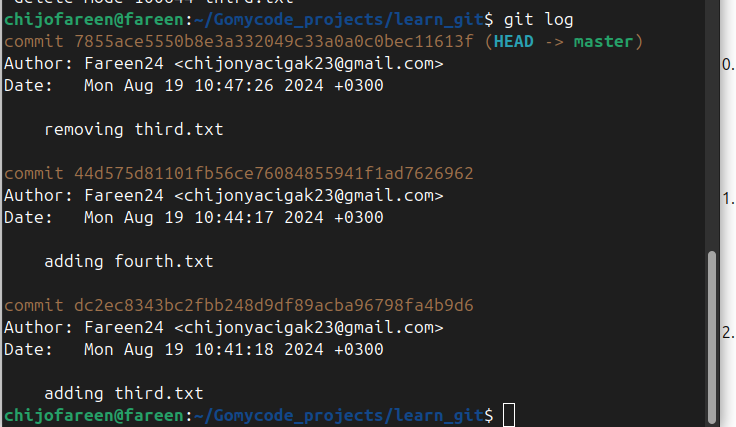 delete mode 100644 third.txt
chijofareen@fareen:~/Gomycode_projects/learn_git$ git log
commit 7855ace5550b8e3a332049c33a0a0c0bec11613f (HEAD -> master)
Author: Fareen24 <chijonyacigak23@gmail.com>
0.
Date:   Mon Aug 19 10:47:26 2024 +0300
removing third.txt
commit 44d575d81101fb56ce76084855941f1ad7626962
Author: Fareen24 <chijonyacigak23@gmail.com>
1.
Date:   Mon Aug 19 10:44:17 2024 +0300
adding fourth.txt
commit dc2ec8343bc2fbb248d9df89acba96798fa4b9d6
Author: Fareen24 <chijonyacigak23@gmail.com>
2.
Date:   Mon Aug 19 10:41:18 2024 +0300
adding third.txt
chijofareen@fareen:~/Gomycode_projects/learn_git$